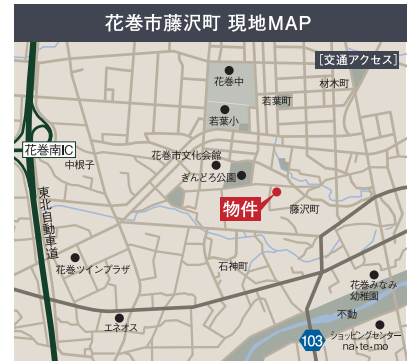 花巻市藤沢町 現地MAP
[交通アクセス]
花巻中
材木町
若葉町
若葉小
花巻南IC
中根子
花巻市文化会館
ぎんどろ公園
物件
藤沢町
東北自動車道
石神町
花巻ツインプラザ
花巻みなみ
幼稚園
不動
エネオス
103
ショッピングセンター
na・te・mo